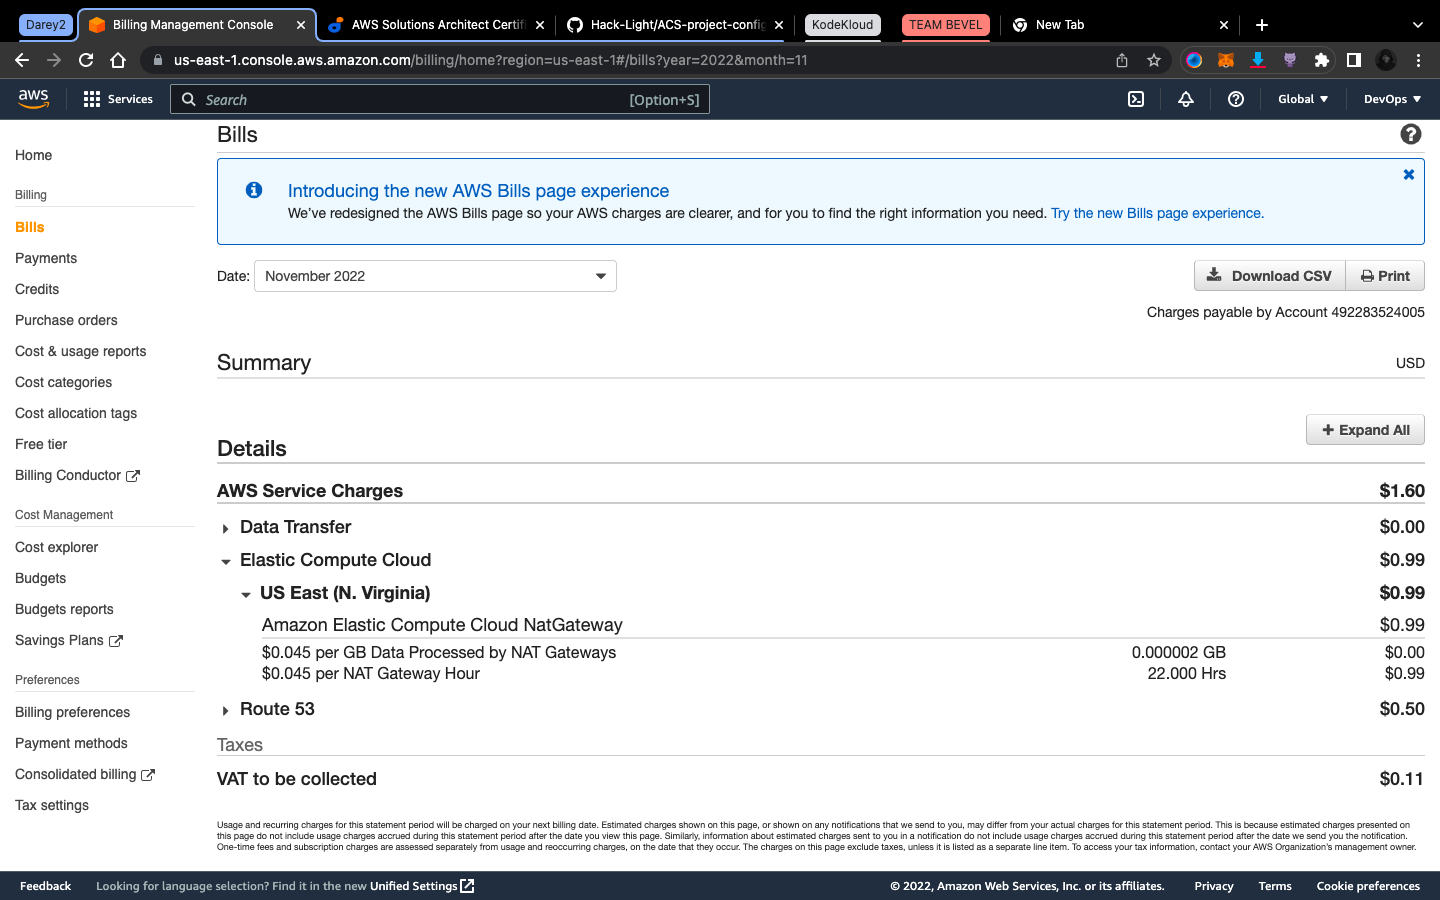 Darey2
Billing Management Console
AWS Solutions Architect Certifi
Hack-Light/ACS-project-config
KodeKloud
TEAM BEVEL
New Tab
us-east-1.console.aws.amazon.com/billing/home?region=us-east-1#/bills?year=2022&month=11
aws
Services
Search
[Option+S]
Global
DevOps
Home
Billing
Bills
Payments
Credits
Purchase orders
Cost & usage reports
Cost categories
Cost allocation tags
Free tier
Billing Conductor
Cost Management
Cost explorer
Budgets
Budgets reports
Savings Plans
Preferences
Billing preferences
Payment methods
Consolidated billing
Tax settings
Bills
Introducing the new AWS Bills page experience
We've redesigned the AWS Bills page so your AWS charges are clearer, and for you to find the right information you need. Try the new Bills page experience.
Date: November 2022
Download CSV
Print
Charges payable by Account 492283524005
Summary USD
Expand All
Details
AWS Service Charges $1.60
Data Transfer $0.00
Elastic Compute Cloud $0.99
US East (N. Virginia) $0.99
Amazon Elastic Compute Cloud NatGateway $0.99
$0.045 per GB Data Processed by NAT Gateways 0.000002 GB $0.00
$0.045 per NAT Gateway Hour 22.000 Hrs $0.99
Route 53 $0.50
Taxes
VAT to be collected $0.11
Usage and recurring charges for this statement period will be charged on your next billing date. Estimated charges shown on this page, or shown on any notifications that we send to you, may differ from your actual charges for this statement period. This is because estimated charges presented on
this page do not include usage charges accrued during this statement period after the date you view this page. Similarly, information about estimated charges sent to you in a notification do not include usage charges accrued during this statement period after the date we send you the notification.
One-time fees and subscription charges are assessed separately from usage and reoccurring charges, on the date that they occur. The charges on this page exclude taxes, unless it is listed as a separate line item. To access your tax information, contact your AWS Organization's management owner.
Feedback
Looking for language selection? Find it in the new Unified Settings
© 2022, Amazon Web Services, Inc. or its affiliates.
Privacy
Terms
Cookie preferences